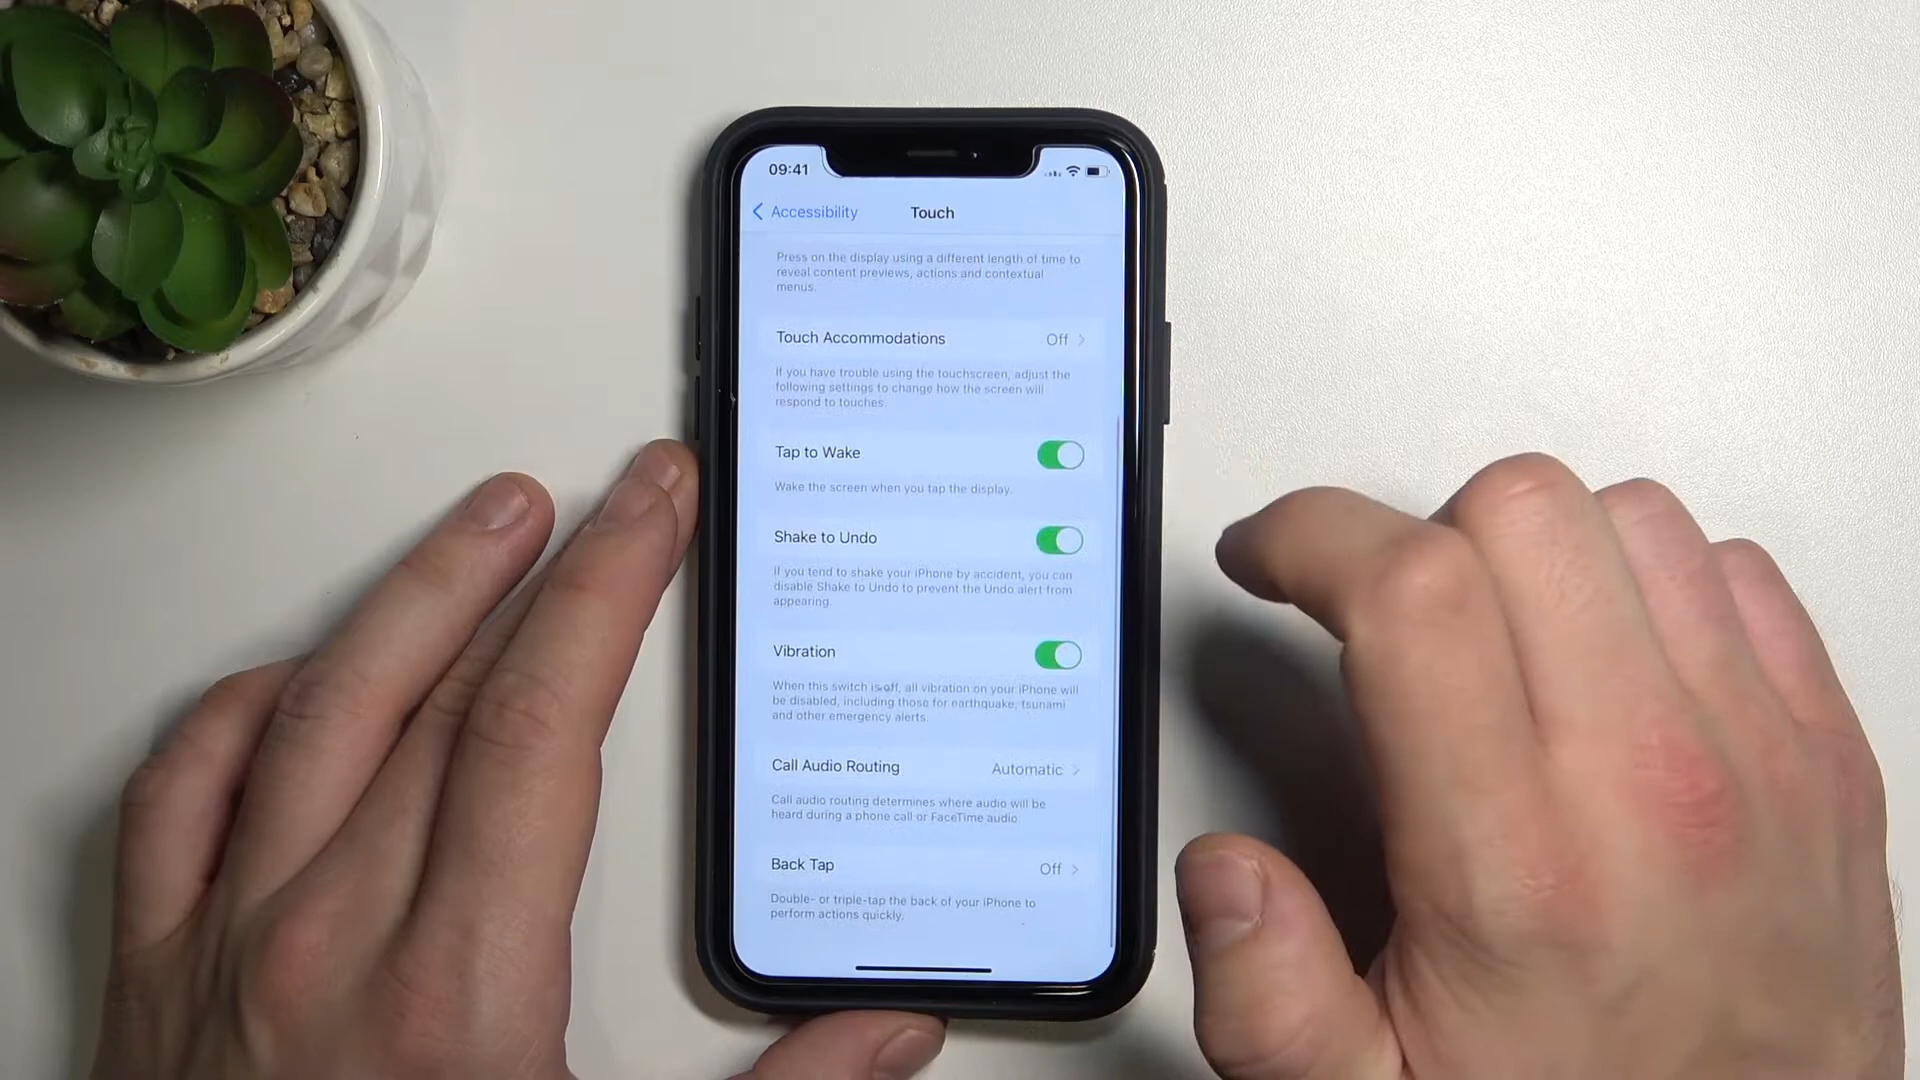 09:41
Accessibility Touch
Press on the display using a different length of time to
reveal content previews, actions and contextual
menus.
Touch Accommodations Off
If you have trouble using the touchscreen, adjust the
following settings to change how the screen will
respond to touches.
Tap to Wake
Wake the screen when you tap the display.
Shake to Undo
If you tend to shake your iPhone by accident, you can
disable Shake to Undo to prevent the Undo alert from
appearing.
Vibration
When this switch is off, all vibration on your iPhone will
be disabled, including those for earthquake, tsunami
and other emergency alerts.
Call Audio Routing Automatic
Call audio routing determines where audio will be
heard during a phone call or FaceTime audio.
Back Tap Off
Double- or triple-tap the back of your iPhone to
perform actions quickly.